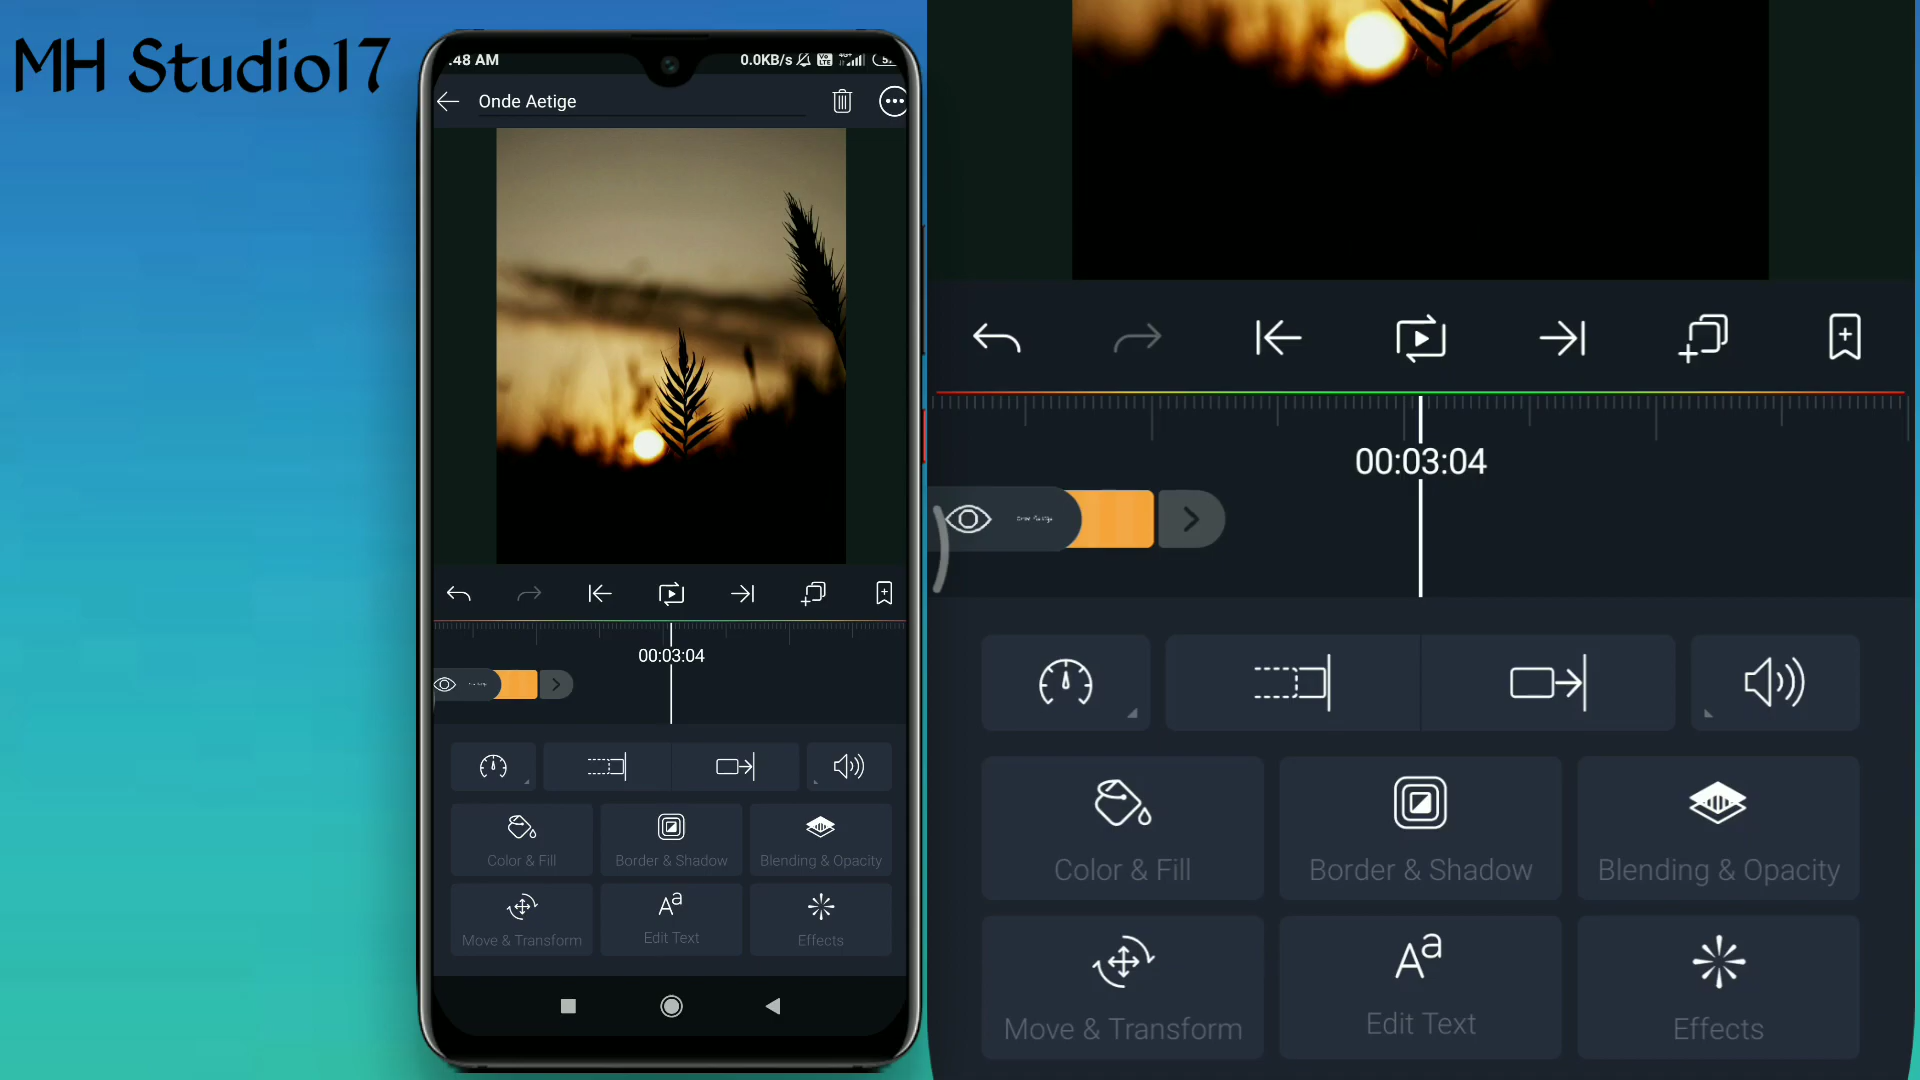 MH Studio17
:48 AM
0.0KB/s
Onde Aetige
00:03:04
Color & Fill
Border & Shadow
Blending & Opacity
Move & Transform
Edit Text
Effects
00:03:04
Color & Fill
Border & Shadow
Blending & Opacity
Move & Transform
Edit Text
Effects